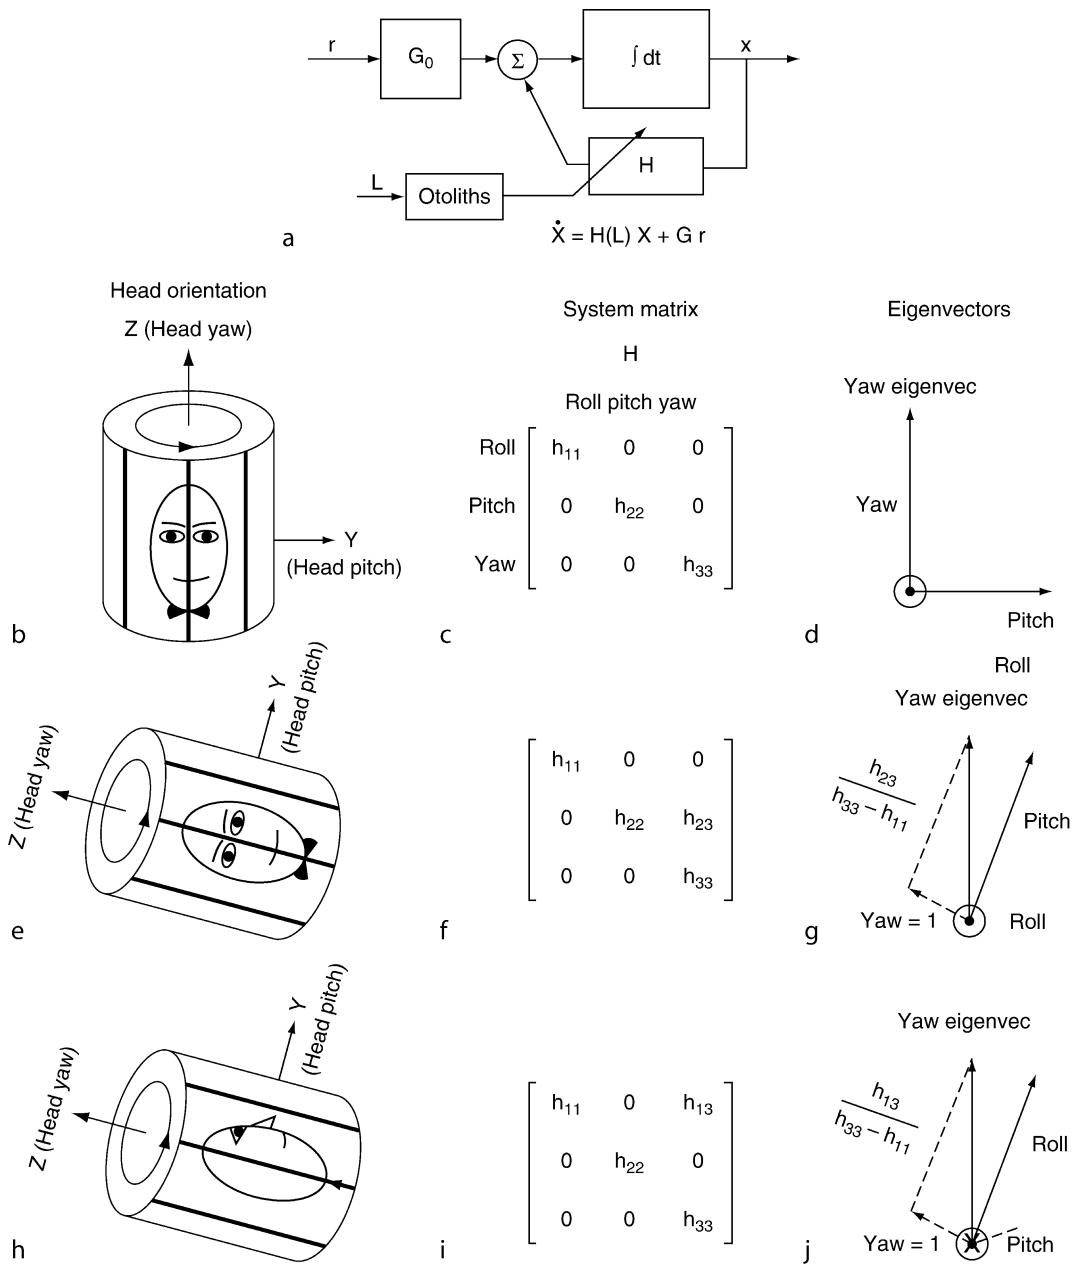 r
G₀
Σ
∫ dt
x
H
L
Otoliths
a
Ẋ = H(L) X + G r
Head orientation
Z (Head yaw)
Y
(Head pitch)
b
System matrix
H
Roll pitch yaw
Roll h₁₁ 0 0
Pitch 0 h₂₂ 0
Yaw 0 0 h₃₃
c
Eigenvectors
Yaw eigenvec
Yaw
Pitch
Roll
d
Z (Head yaw)
Y
(Head pitch)
e
h₁₁ 0 0
0 h₂₂ h₂₃
0 0 h₃₃
f
Yaw eigenvec
h₂₃
h₃₃ – h₁₁
Pitch
Yaw = 1
Roll
g
Z (Head yaw)
Y
(Head pitch)
h
h₁₁ 0 h₁₃
0 h₂₂ 0
0 0 h₃₃
i
Yaw eigenvec
h₁₃
h₃₃ – h₁₁
Roll
Yaw = 1
Pitch
j